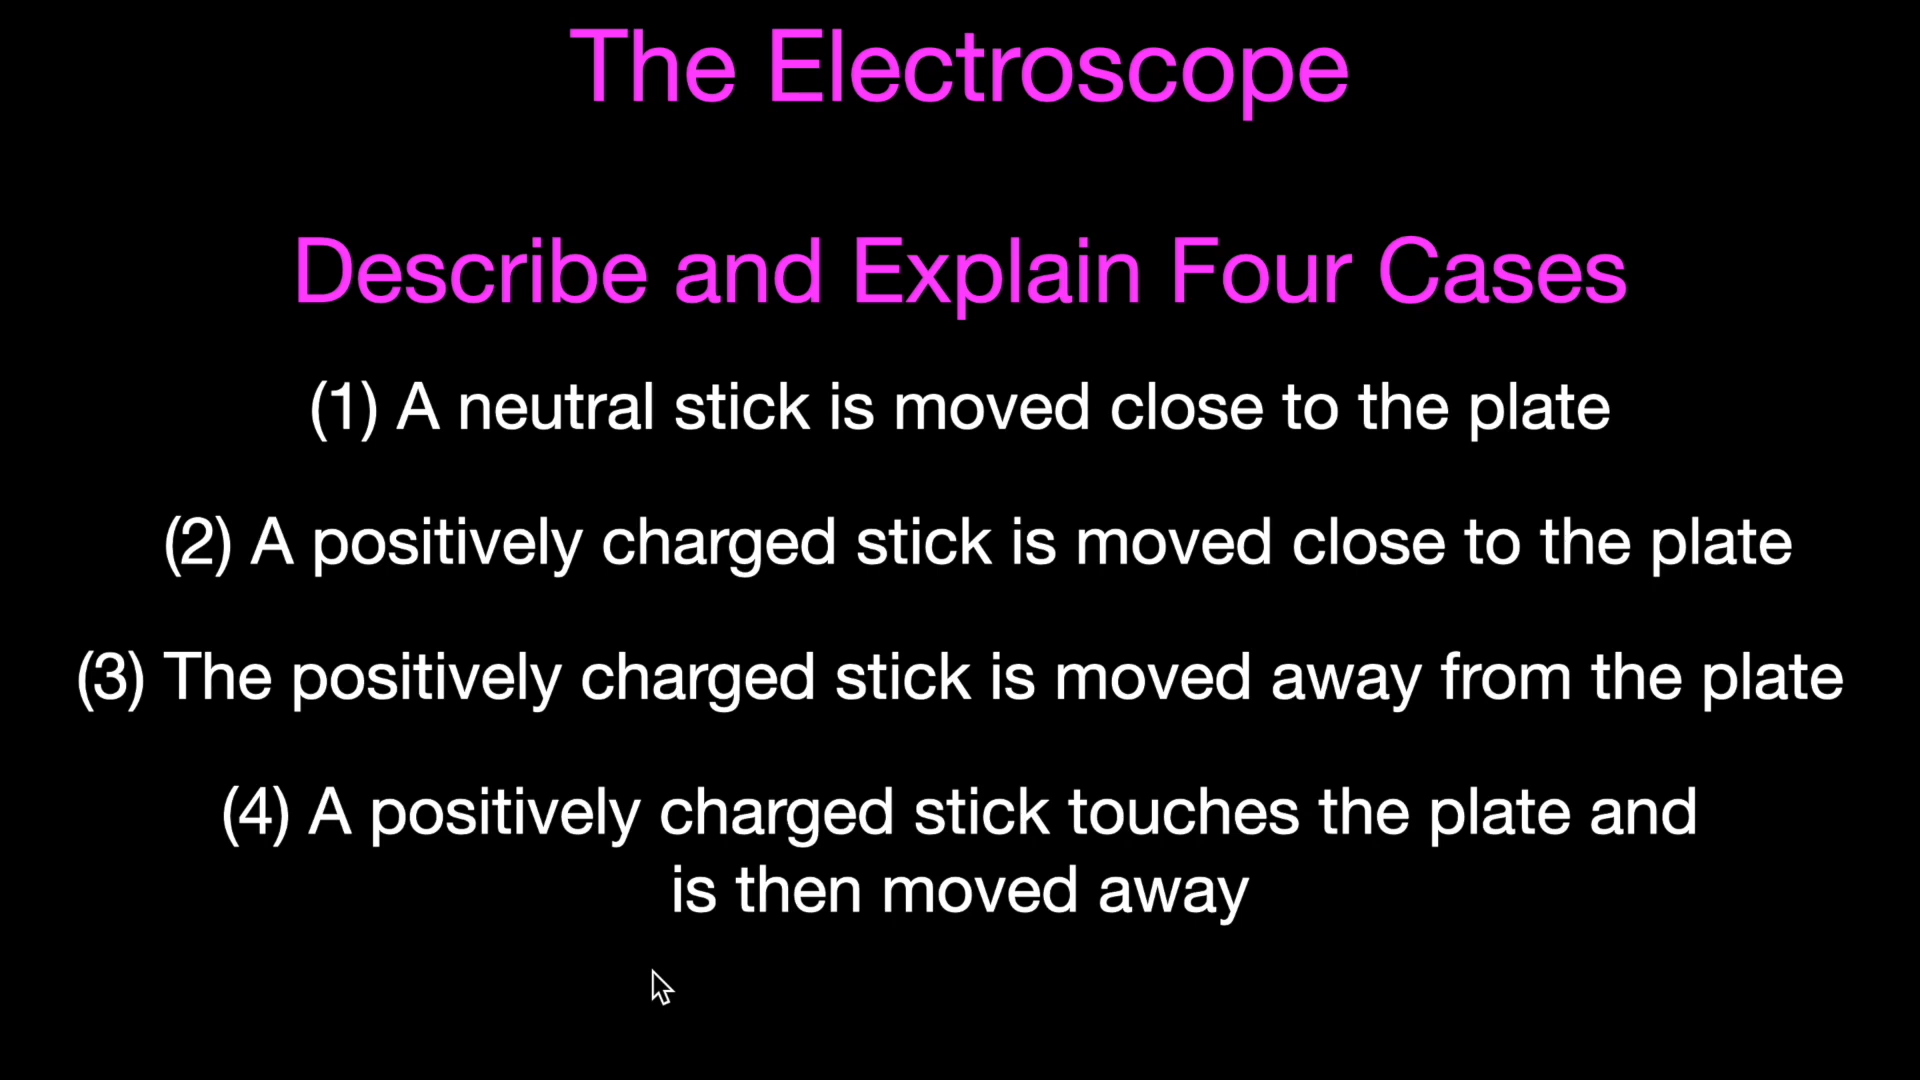 The Electroscope
Describe and Explain Four Cases
(1) A neutral stick is moved close to the plate
(2) A positively charged stick is moved close to the plate
(3) The positively charged stick is moved away from the plate
(4) A positively charged stick touches the plate and
is then moved away